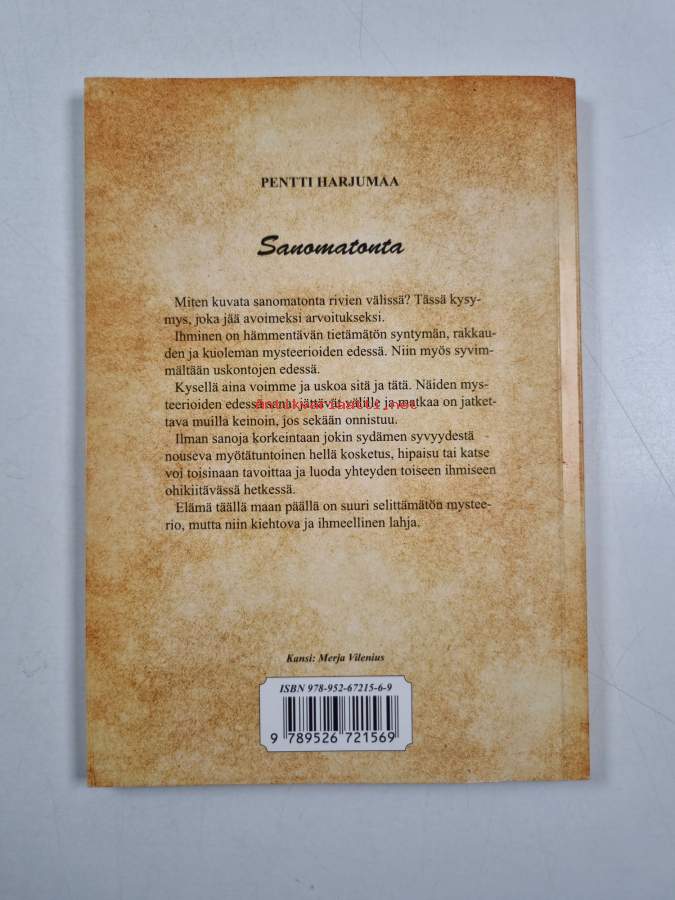 PENTTI HARJUMAA
Sanomatonta
Miten kuvata sanomatonta rivien välissä? Tässä kysy-
mys, joka jää avoimeksi arvoitukseksi.
Ihminen on hämmentävän tietämätön syntymän, rakkau-
den ja kuoleman mysteerioiden edessä. Niin myös syvim-
mältään uskontojen edessä.
Kysellä aina voimme ja uskoa sitä ja tätä. Näiden mys-
teerioiden edessä sanat jättävät välille ja matkaa on jatket-
antikvariaatti.net
tava muilla keinoin, jos sekään onnistuu.
Ilman sanoja korkeintaan jokin sydämen syvyydestä
nouseva myötätuntoinen hellä kosketus, hipaisu tai katse
voi toisinaan tavoittaa ja luoda yhteyden toiseen ihmiseen
ohikiitävässä hetkessä.
Elämä täällä maan päällä on suuri selittämätön mystee-
rio, mutta niin kiehtova ja ihmeellinen lahja.
Kansi: Merja Vilenius
ISBN 978-952-67215-6-9
9 789526 721569